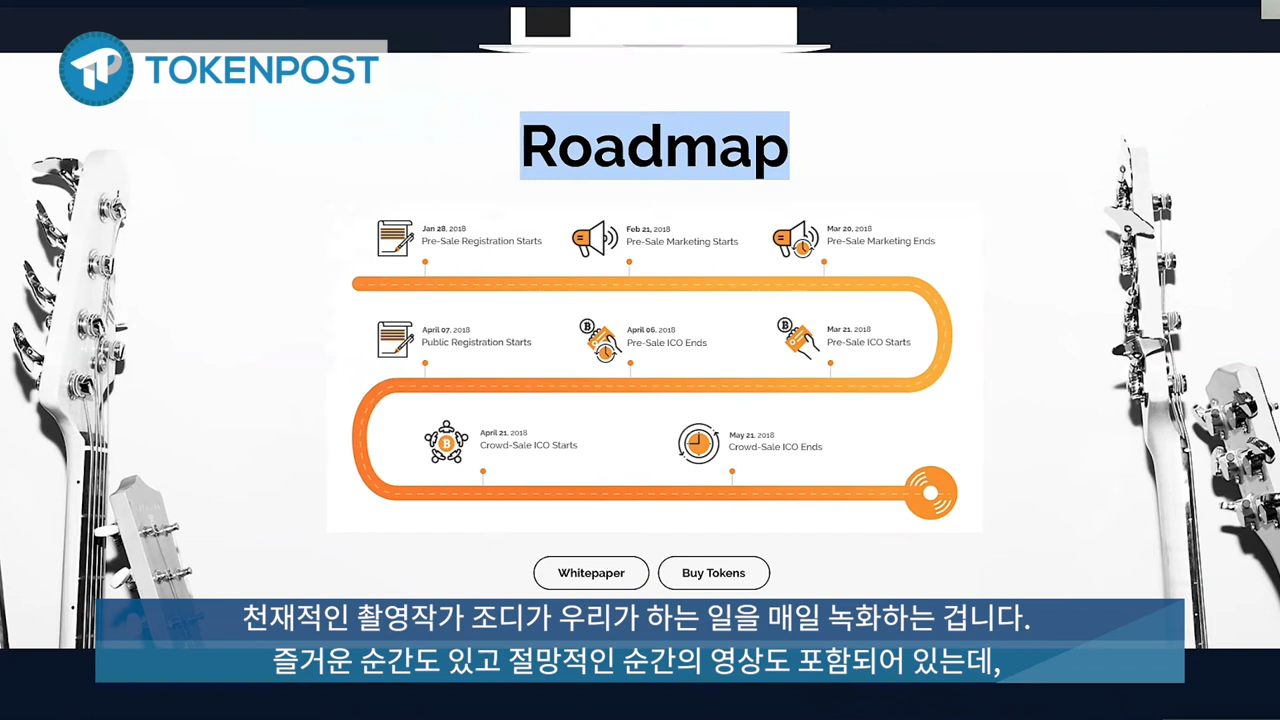 TOKENPOST
Roadmap
Jan 28, 2018
Pre-Sale Registration Starts
Feb 21, 2018
Pre-Sale Marketing Starts
Mar 20, 2018
Pre-Sale Marketing Ends
April 07, 2018
Public Registration Starts
April 06, 2018
Pre-Sale ICO Ends
Mar 21, 2018
Pre-Sale ICO Starts
April 21, 2018
Crowd-Sale ICO Starts
May 21, 2018
Crowd-Sale ICO Ends
Whitepaper
Buy Tokens
천재적인 촬영작가 조디가 우리가 하는 일을 매일 녹화하는 겁니다.
즐거운 순간도 있고 절망적인 순간의 영상도 포함되어 있는데,